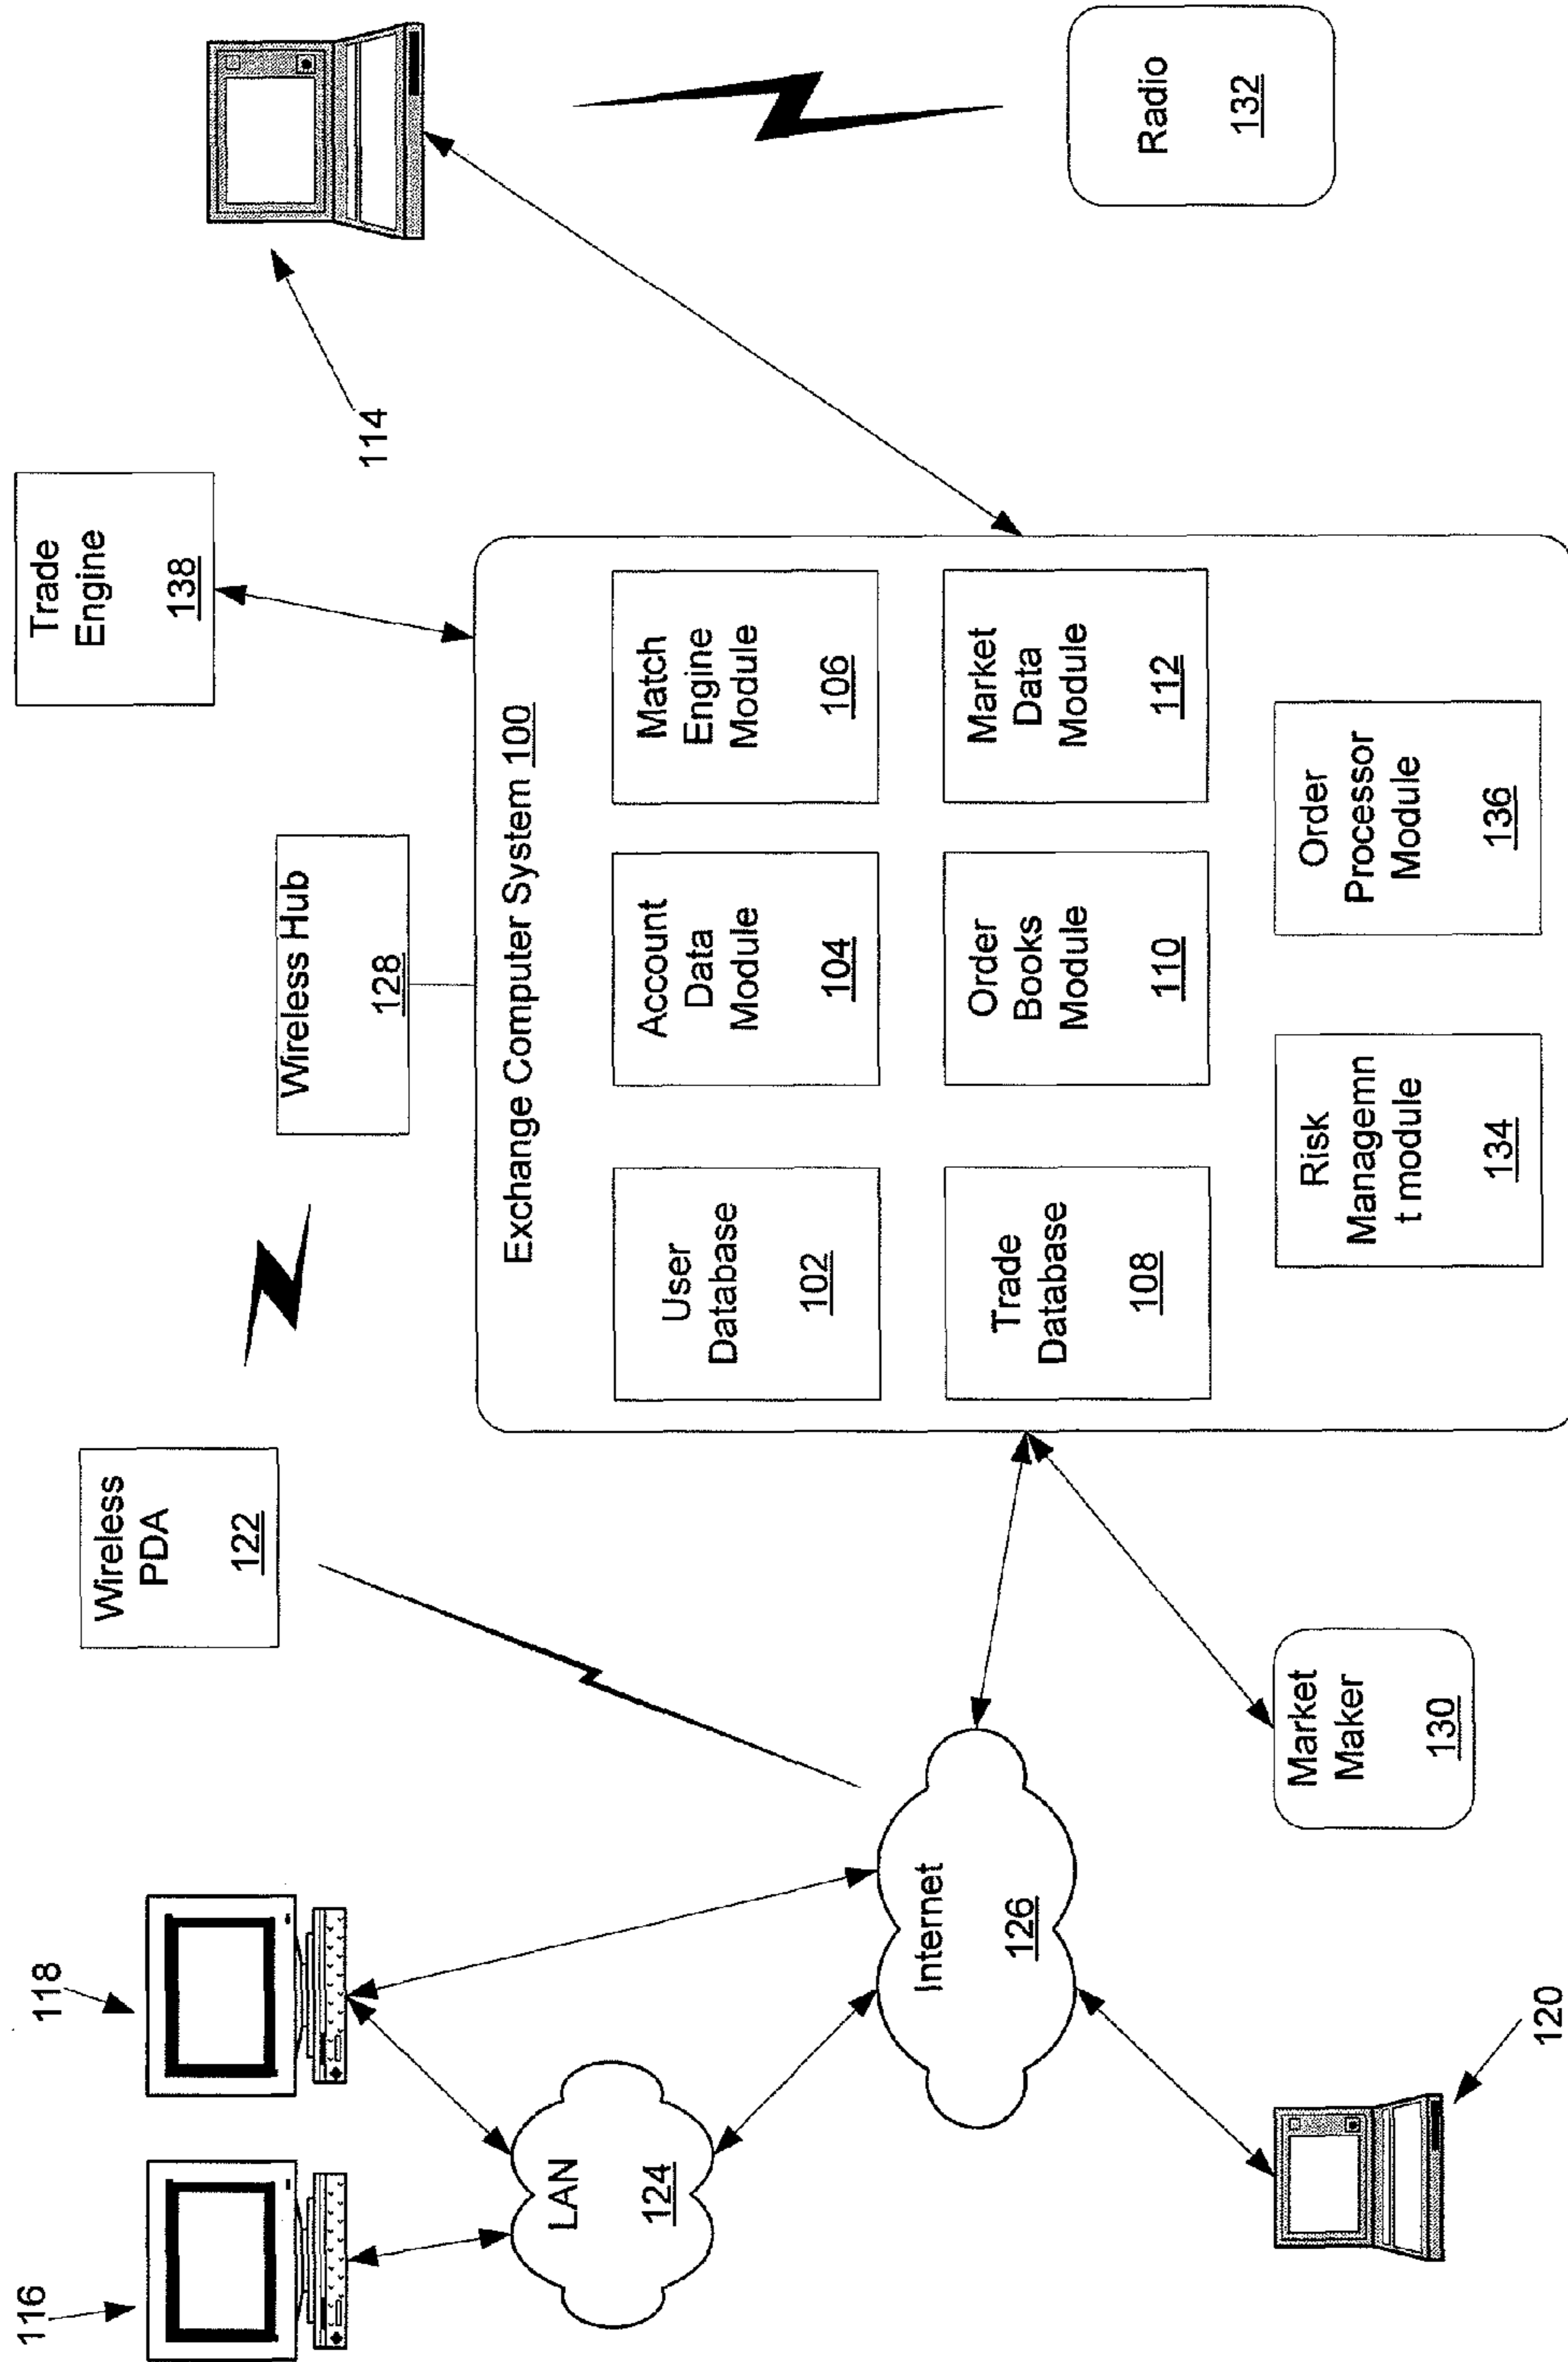 116
118
Wireless
PDA
122
Wireless Hub
128
Trade
Engine
138
114
LAN
124
Internet
126
Exchange Computer System 100
User
Database
102
Account
Data
Module
104
Match
Engine
Module
106
Trade
Database
108
Order
Books
Module
110
Market
Data
Module
112
Risk
Managemn
t module
134
Order
Processor
Module
136
120
Market
Maker
130
Radio
132